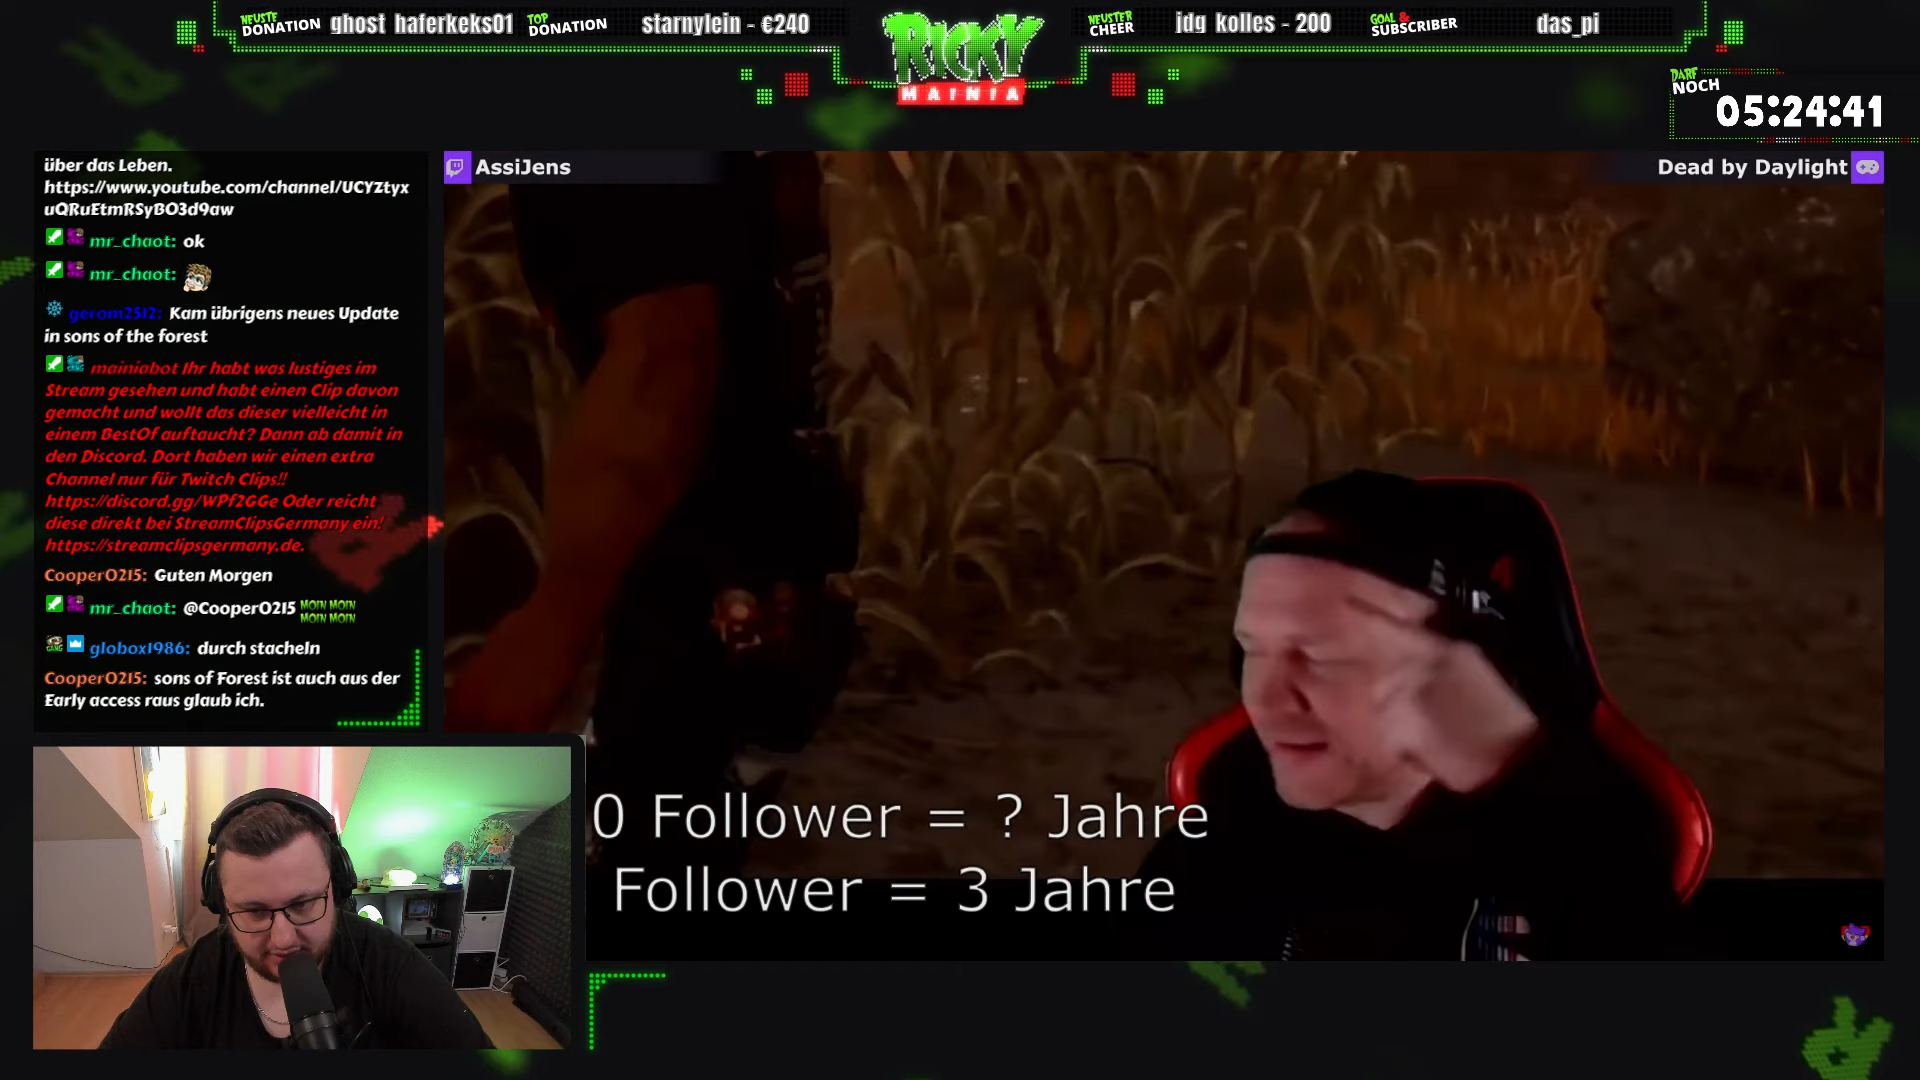 NEUSTE DONATION ghost_haferkeks01 TOP DONATION starnylein - €240
RICKY
MAINIA
NEUSTER CHEER jdg_kolles - 200 GOAL & SUBSCRIBER das_pi
DARF NOCH
05:24:41
über das Leben.
https://www.youtube.com/channel/UCYZtyx
uQRuEtmRSyBO3d9aw
mr_chaot: ok
mr_chaot:
gerom2512: Kam übrigens neues Update
in sons of the forest
mainiabot Ihr habt was lustiges im
Stream gesehen und habt einen Clip davon
gemacht und wollt das dieser vielleicht in
einem BestOf auftaucht? Dann ab damit in
den Discord. Dort haben wir einen extra
Channel nur für Twitch Clips!!
https://discord.gg/WPf2GGe Oder reicht
diese direkt bei StreamClipsGermany ein!
https://streamclipsgermany.de.
Cooper0215: Guten Morgen
mr_chaot: @Cooper0215 MOIN MOIN
MOIN MOIN
globox1986: durch stacheln
Cooper0215: sons of Forest ist auch aus der
Early access raus glaub ich.
AssiJens
Dead by Daylight
0 Follower = ? Jahre
Follower = 3 Jahre